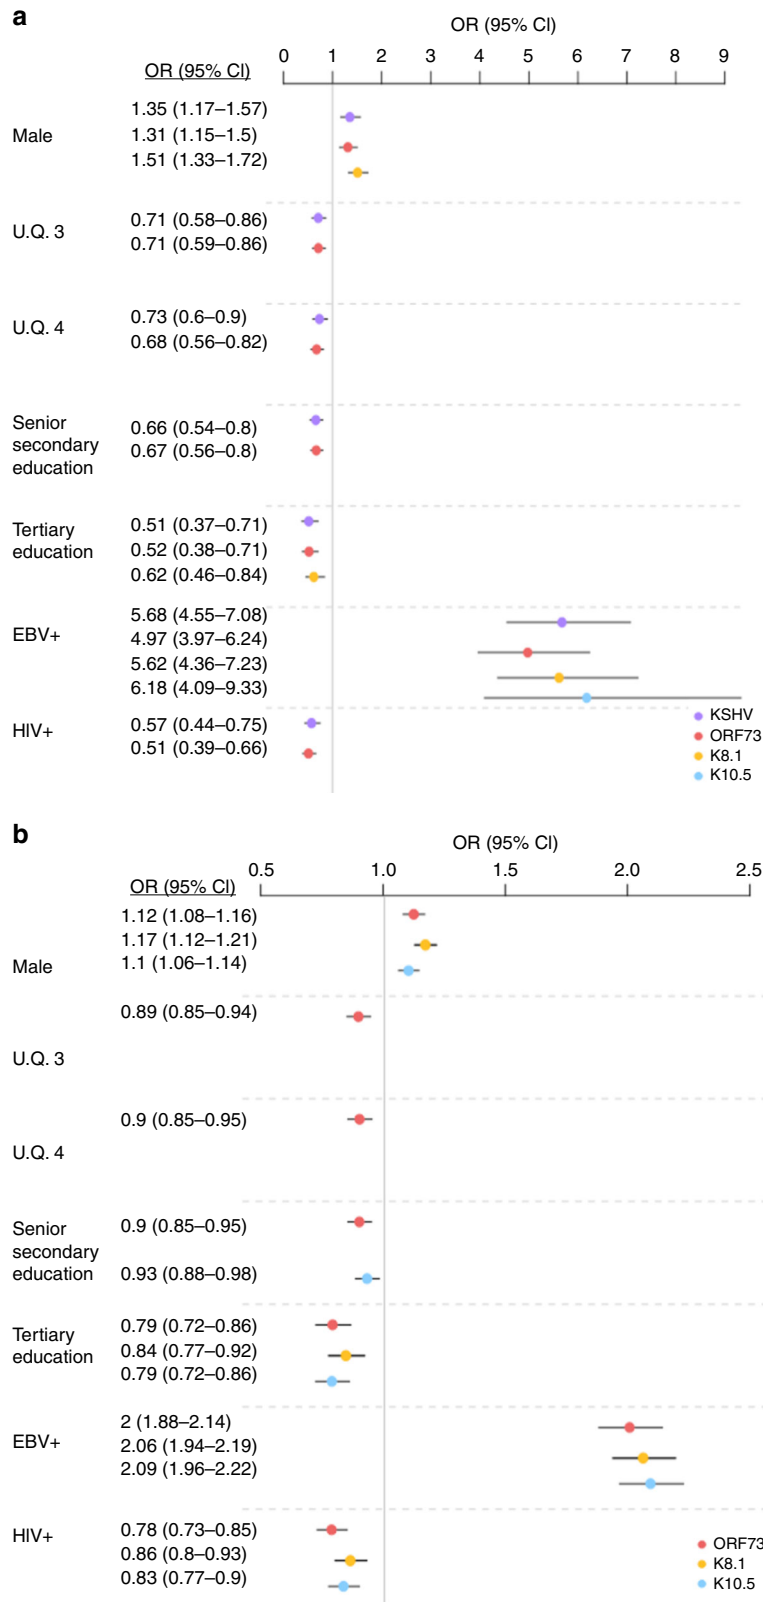 a
OR (95% CI)
0 1 2 3 4 5 6 7 8 9
OR (95% CI)
Male
1.35 (1.17–1.57)
1.31 (1.15–1.5)
1.51 (1.33–1.72)
U.Q. 3
0.71 (0.58–0.86)
0.71 (0.59–0.86)
U.Q. 4
0.73 (0.6–0.9)
0.68 (0.56–0.82)
Senior
secondary
education
0.66 (0.54–0.8)
0.67 (0.56–0.8)
Tertiary
education
0.51 (0.37–0.71)
0.52 (0.38–0.71)
0.62 (0.46–0.84)
EBV+
5.68 (4.55–7.08)
4.97 (3.97–6.24)
5.62 (4.36–7.23)
6.18 (4.09–9.33)
HIV+
0.57 (0.44–0.75)
0.51 (0.39–0.66)
KSHV
ORF73
K8.1
K10.5
b
OR (95% CI)
0.5 1.0 1.5 2.0 2.5
OR (95% CI)
Male
1.12 (1.08–1.16)
1.17 (1.12–1.21)
1.1 (1.06–1.14)
U.Q. 3
0.89 (0.85–0.94)
U.Q. 4
0.9 (0.85–0.95)
Senior
secondary
education
0.9 (0.85–0.95)
0.93 (0.88–0.98)
Tertiary
education
0.79 (0.72–0.86)
0.84 (0.77–0.92)
0.79 (0.72–0.86)
EBV+
2 (1.88–2.14)
2.06 (1.94–2.19)
2.09 (1.96–2.22)
HIV+
0.78 (0.73–0.85)
0.86 (0.8–0.93)
0.83 (0.77–0.9)
ORF73
K8.1
K10.5